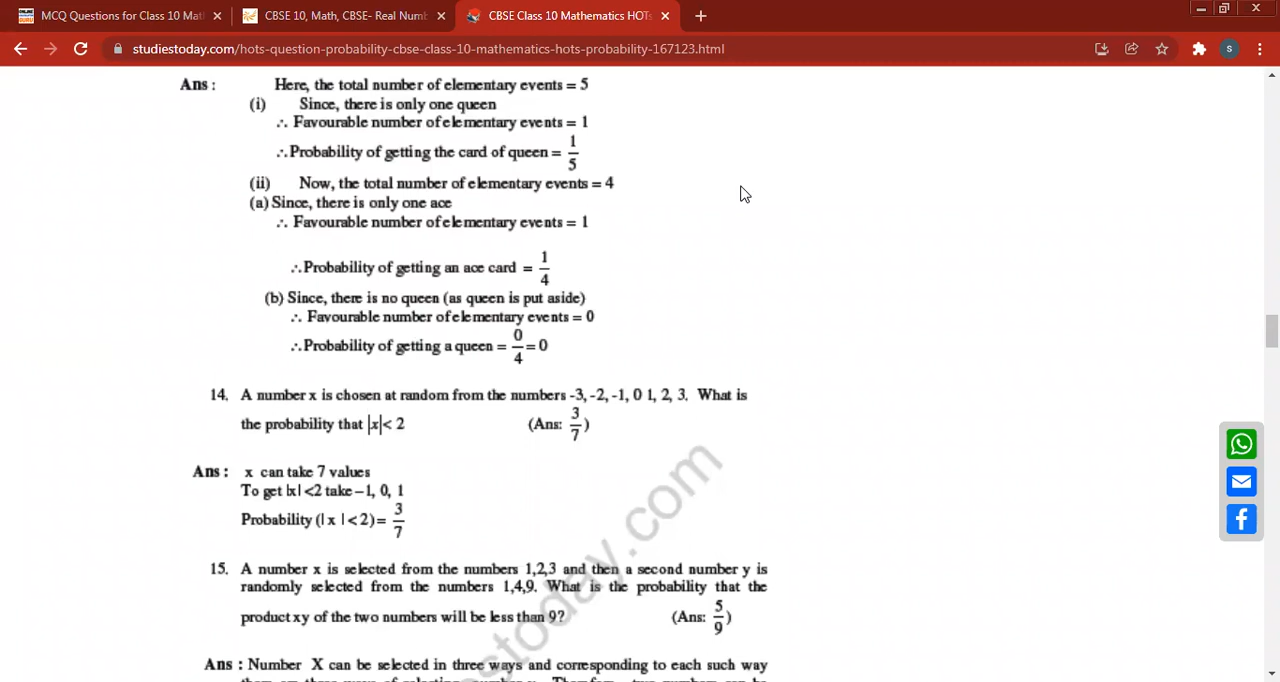 MCQ Questions for Class 10 Mat
CBSE 10, Math, CBSE- Real Numb
CBSE Class 10 Mathematics HOTs
studiestoday.com/hots-question-probability-cbse-class-10-mathematics-hots-probability-167123.html
S
Ans : Here, the total number of elementary events = 5
(i) Since, there is only one queen
∴ Favourable number of elementary events = 1
∴Probability of getting the card of queen = 1/5
(ii) Now, the total number of elementary events = 4
(a) Since, there is only one ace
∴ Favourable number of elementary events = 1
∴Probability of getting an ace card = 1/4
(b) Since, there is no queen (as queen is put aside)
∴ Favourable number of elementary events = 0
∴Probability of getting a queen = 0/4 = 0
14. A number x is chosen at random from the numbers -3, -2, -1, 0 1, 2, 3. What is
the probability that |x|< 2 (Ans: 3/7)
Ans : x can take 7 values
To get |x| <2 take –1, 0, 1
Probability (| x | < 2) = 3/7
15. A number x is selected from the numbers 1,2,3 and then a second number y is
randomly selected from the numbers 1,4,9. What is the probability that the
product xy of the two numbers will be less than 9? (Ans: 5/9)
Ans : Number X can be selected in three ways and corresponding to each such way
stoday.com